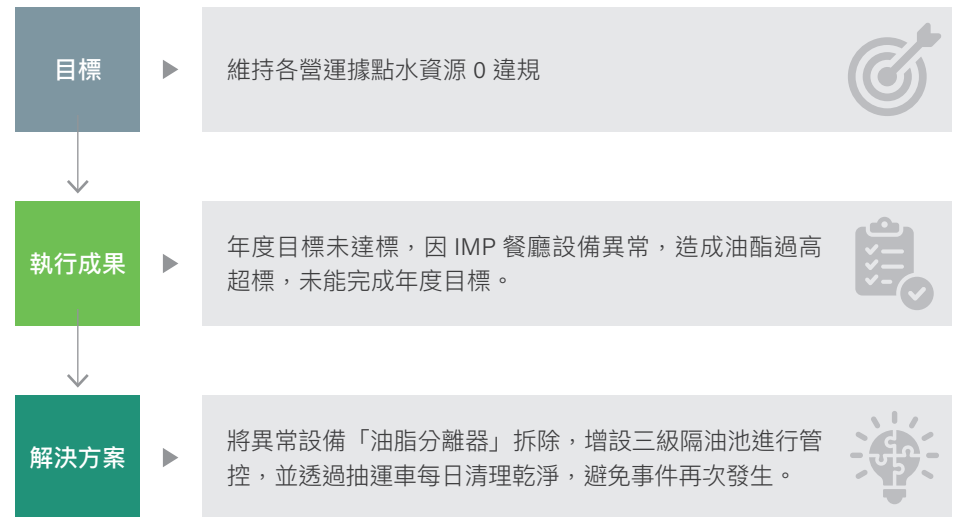 目標
維持各營運據點水資源 0 違規
執行成果
年度目標未達標，因 IMP 餐廳設備異常，造成油酯過高
超標，未能完成年度目標。
解決方案
將異常設備「油脂分離器」拆除，增設三級隔油池進行管
控，並透過抽運車每日清理乾淨，避免事件再次發生。